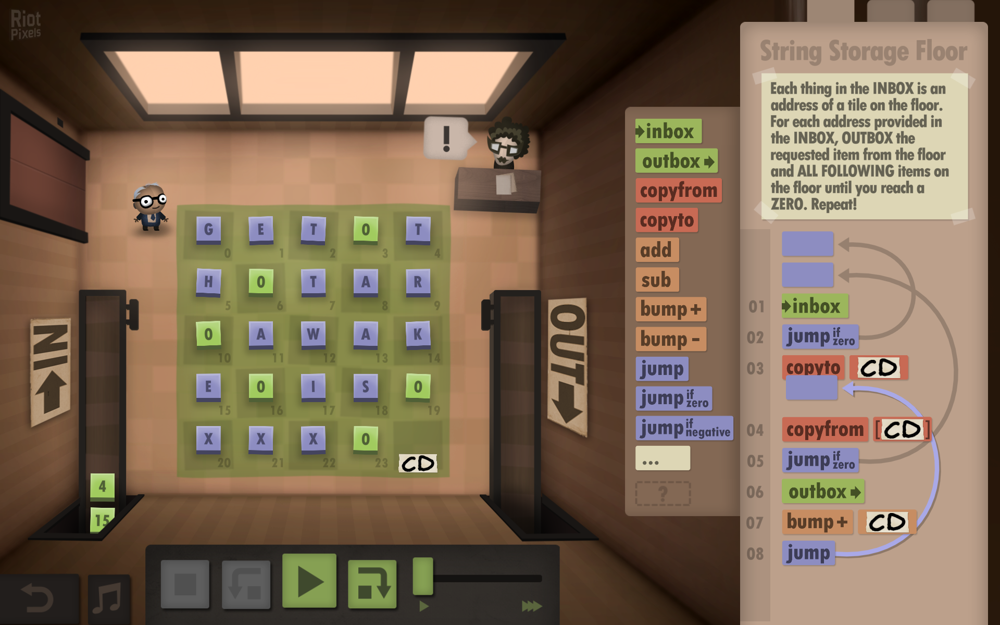 Riot
Pixels
String Storage Floor
Each thing in the INBOX is an
address of a tile on the floor.
For each address provided in
the INBOX, OUTBOX the
requested item from the floor
and ALL FOLLOWING items on
the floor until you reach a
ZERO. Repeat!
!
inbox
outbox
copyfrom
copyto
add
sub
bump +
bump -
jump
jump if zero
jump if negative
...
?
G E T 0 T
0 1 2 3 4
H 0 T A R
5 6 7 8 9
0 A W A K
10 11 12 13 14
E 0 I S 0
15 16 17 18 19
X X X 0
20 21 22 23 CD
IN
4
15
OUT
01 inbox
02 jump if zero
03 copyto CD
04 copyfrom [CD]
05 jump if zero
06 outbox
07 bump + CD
08 jump